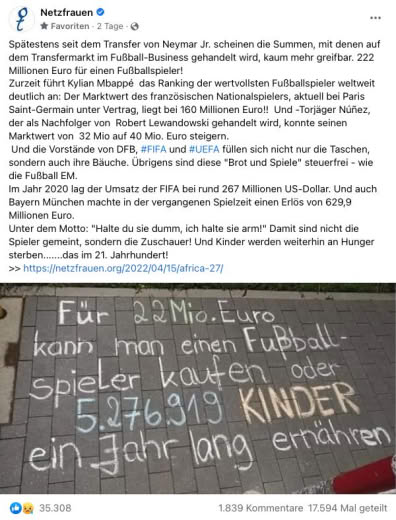 Netzfrauen
Favoriten · 2 Tage ·
Spätestens seit dem Transfer von Neymar Jr. scheinen die Summen, mit denen auf
dem Transfermarkt im Fußball-Business gehandelt wird, kaum mehr greifbar. 222
Millionen Euro für einen Fußballspieler!
Zurzeit führt Kylian Mbappé das Ranking der wertvollsten Fußballspieler weltweit
deutlich an: Der Marktwert des französischen Nationalspielers, aktuell bei Paris
Saint-Germain unter Vertrag, liegt bei 160 Millionen Euro!! Und -Torjäger Núñez,
der als Nachfolger von Robert Lewandowski gehandelt wird, konnte seinen
Marktwert von 32 Mio auf 40 Mio. Euro steigern.
Und die Vorstände von DFB, #FIFA und #UEFA füllen sich nicht nur die Taschen,
sondern auch ihre Bäuche. Übrigens sind diese "Brot und Spiele" steuerfrei - wie
die Fußball EM.
Im Jahr 2020 lag der Umsatz der FIFA bei rund 267 Millionen US-Dollar. Und auch
Bayern München machte in der vergangenen Spielzeit einen Erlös von 629,9
Millionen Euro.
Unter dem Motto: "Halte du sie dumm, ich halte sie arm!" Damit sind nicht die
Spieler gemeint, sondern die Zuschauer! Und Kinder werden weiterhin an Hunger
sterben.......das im 21. Jahrhundert!
>> https://netzfrauen.org/2022/04/15/africa-27/
Für 22 Mio. Euro
kann man einen Fußball-
spieler kaufen oder
5.276.919 KINDER
ein Jahr lang ernähren
35.308
1.839 Kommentare 17.594 Mal geteilt